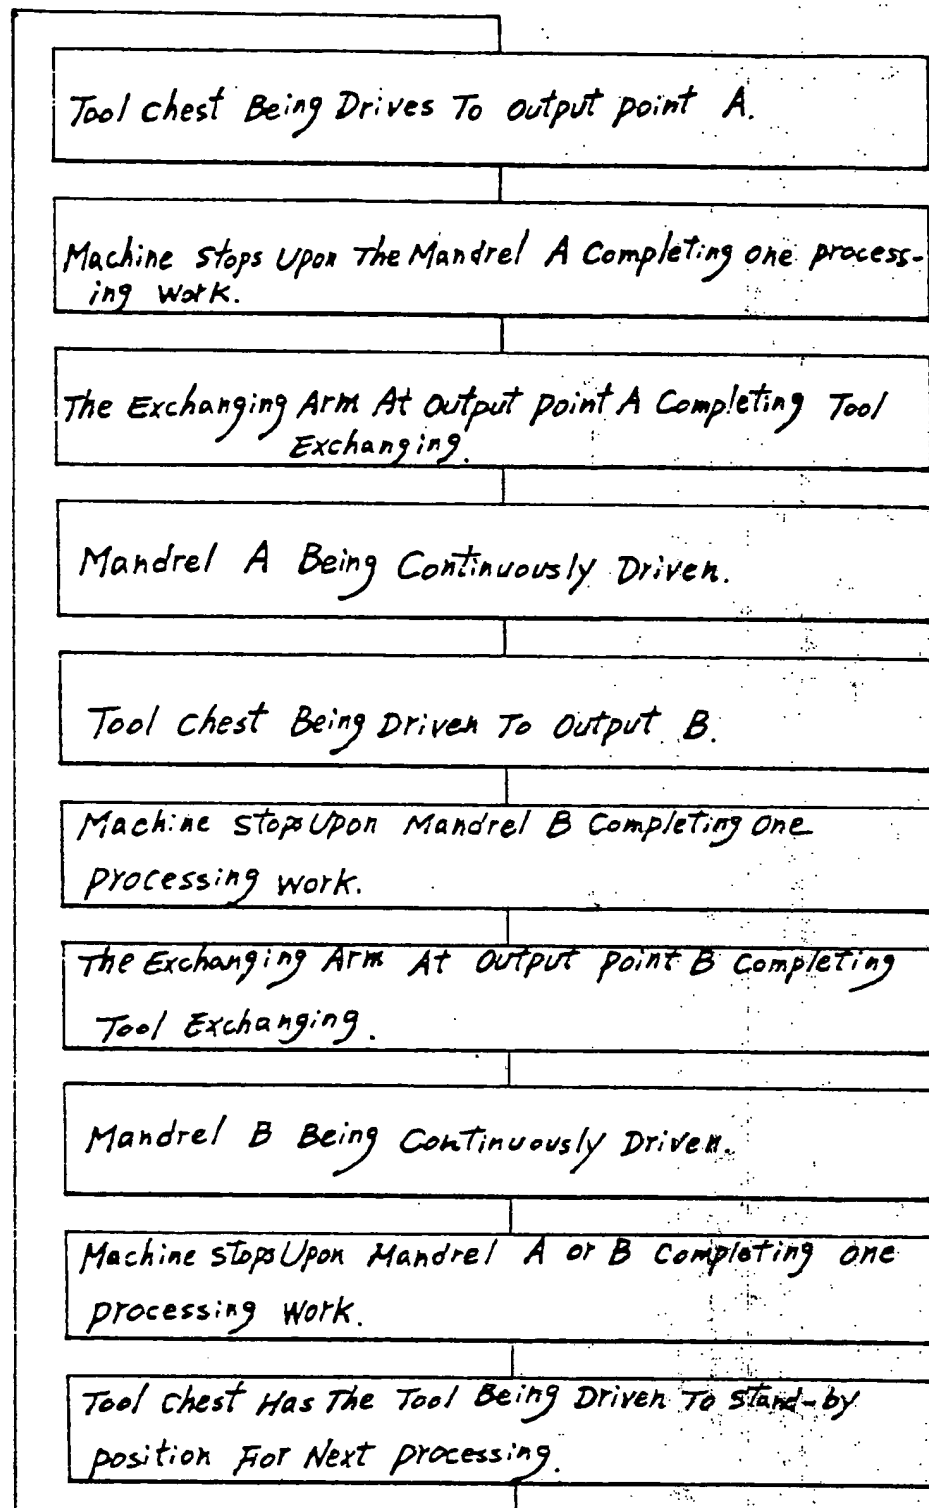 Tool Chest Being Drives To Output point A.
Machine Stops Upon The Mandrel A Completing one process-
ing Work.
The Exchanging Arm At Output Point A Completing Tool
Exchanging.
Mandrel A Being Continuously Driven.
Tool Chest Being Driven To Output B.
Machine Stops Upon Mandrel B Completing One
Processing Work.
The Exchanging Arm At Output Point B Completing
Tool Exchanging.
Mandrel B Being Continuously Driven.
Machine Stops Upon Mandrel A or B Completing One
Processing Work.
Tool Chest Has The Tool Being Driven To Stand-by
Position For Next Processing.